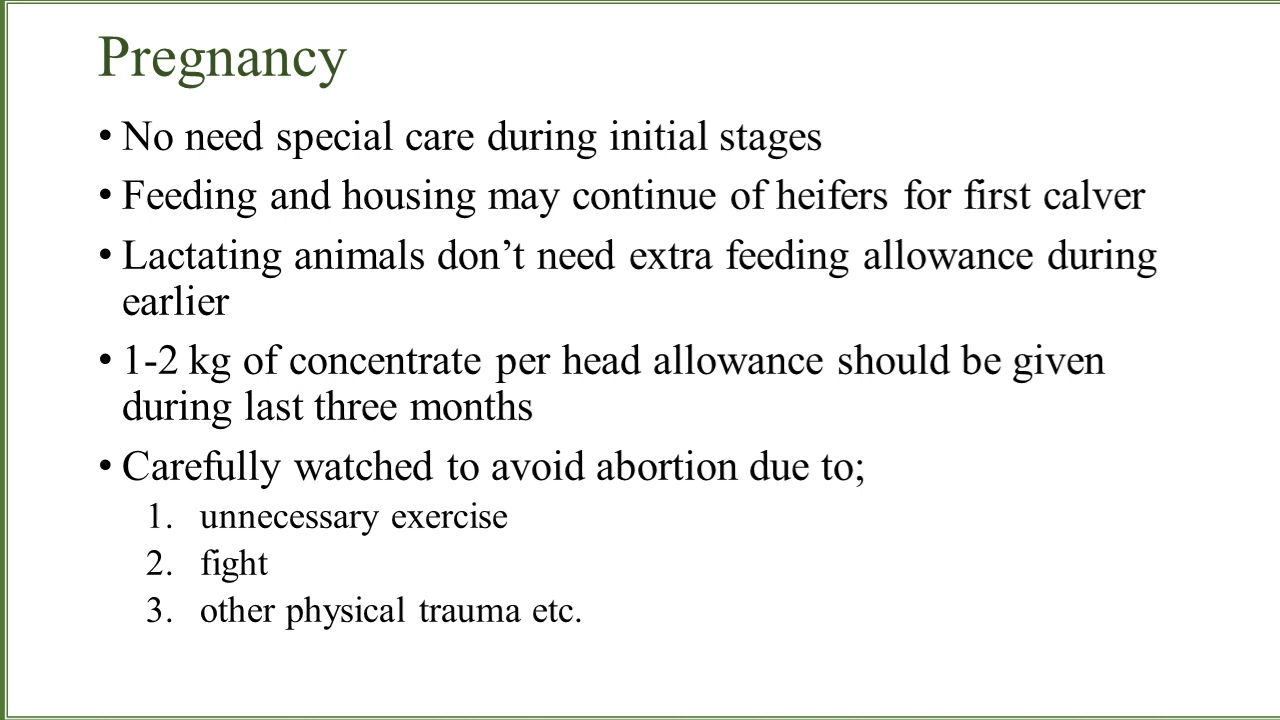 Pregnancy
• No need special care during initial stages
• Feeding and housing may continue of heifers for first calver
• Lactating animals don’t need extra feeding allowance during
earlier
• 1-2 kg of concentrate per head allowance should be given
during last three months
• Carefully watched to avoid abortion due to;
1. unnecessary exercise
2. fight
3. other physical trauma etc.